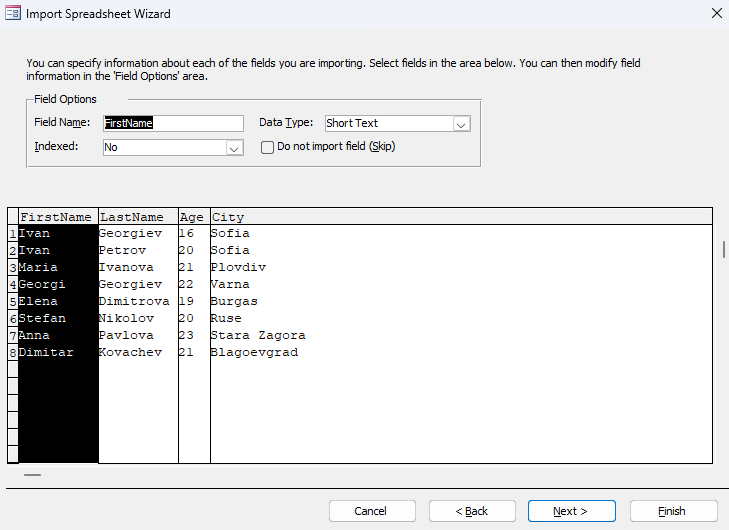 Import Spreadsheet Wizard
You can specify information about each of the fields you are importing. Select fields in the area below. You can then modify field
information in the 'Field Options' area.
Field Options
Field Name: FirstName Data Type: Short Text
Indexed: No Do not import field (Skip)
FirstName LastName Age City
1 Ivan Georgiev 16 Sofia
2 Ivan Petrov 20 Sofia
3 Maria Ivanova 21 Plovdiv
4 Georgi Georgiev 22 Varna
5 Elena Dimitrova 19 Burgas
6 Stefan Nikolov 20 Ruse
7 Anna Pavlova 23 Stara Zagora
8 Dimitar Kovachev 21 Blagoevgrad
Cancel < Back Next > Finish